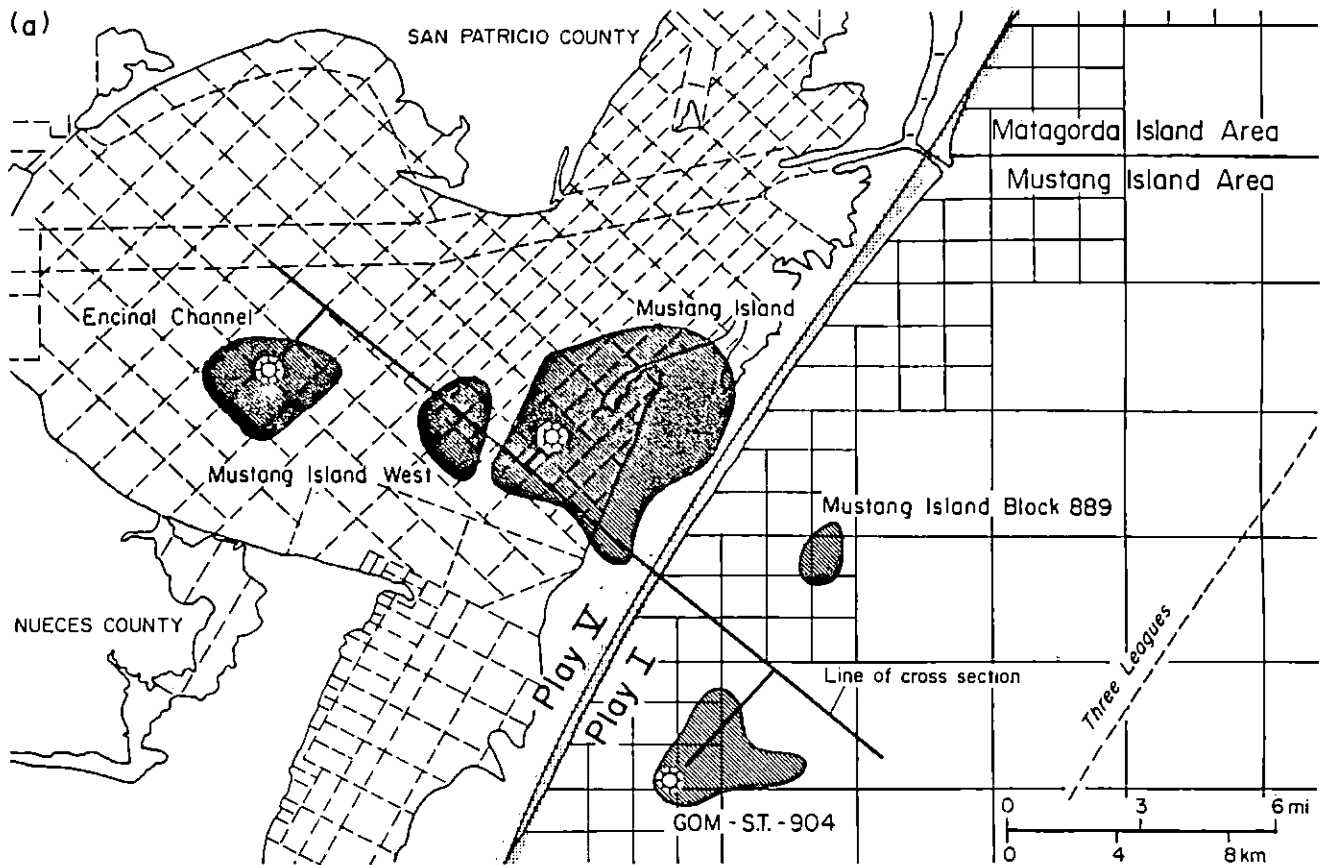 (a)
SAN PATRICIO COUNTY
Matagorda Island Area
Mustang Island Area
Encinal Channel
Mustang Island
Mustang Island West
Mustang Island Block 889
NUECES COUNTY
Play V
Play I
Line of cross section
Three Leagues
GOM-S.T.-904
0 3 6 mi
0 4 8 km